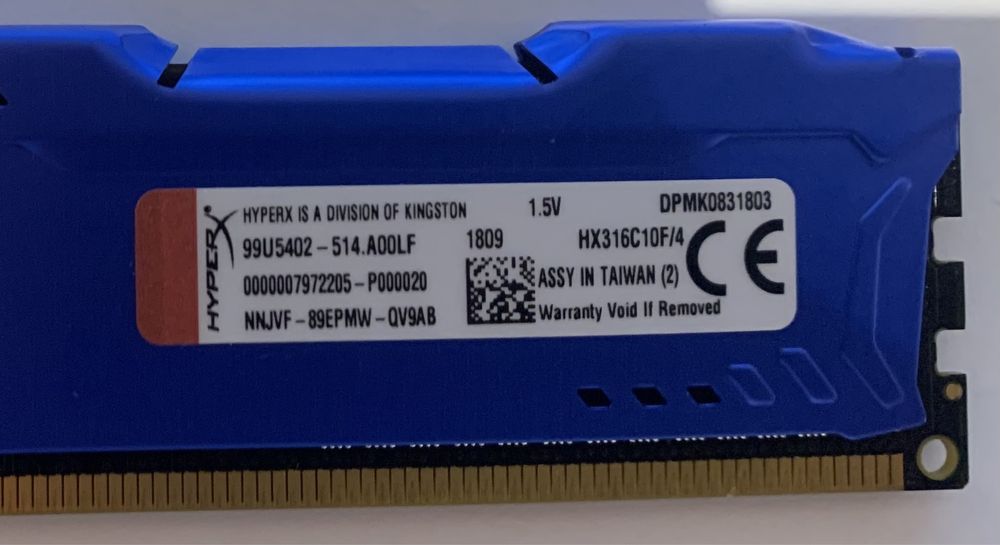 HYPERX®
HYPERX IS A DIVISION OF KINGSTON 1.5V DPMK0831803
99U5402-514.A00LF 1809 HX316C10F/4
0000007972205-P000020 ASSY IN TAIWAN (2)
NNJVF-89EPMW-QV9AB Warranty Void If Removed
CE